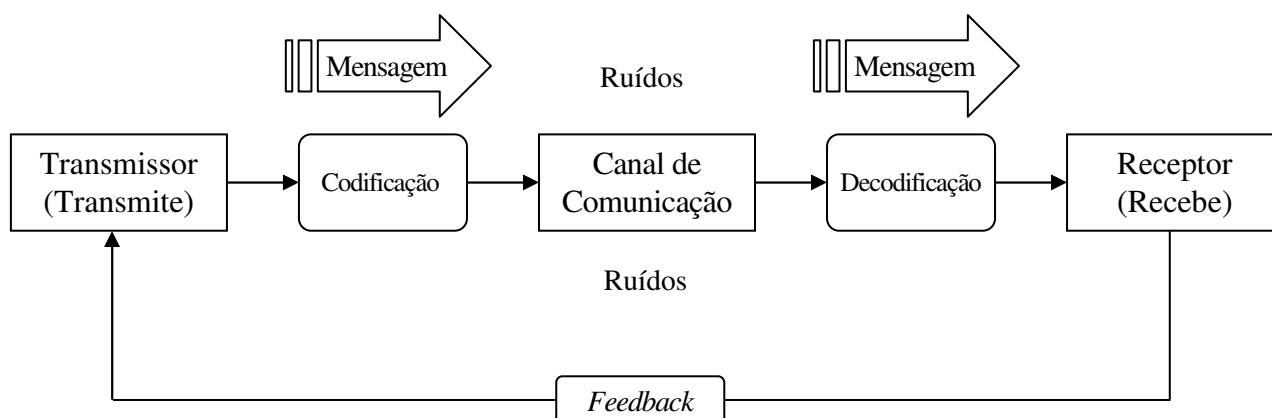 Mensagem
Ruídos
Mensagem
Transmissor
(Transmite)
Codificação
Canal de
Comunicação
Decodificação
Receptor
(Recebe)
Ruídos
Feedback